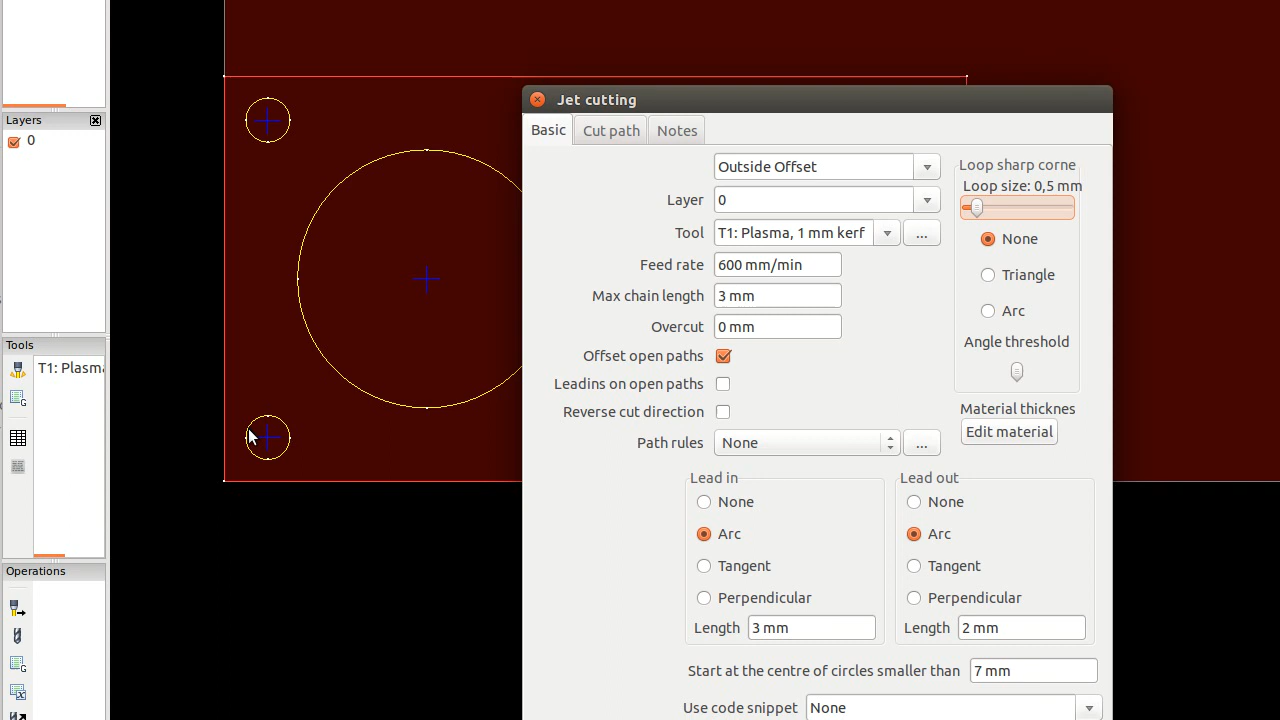 Layers
0
Tools
T1: Plasma
Operations
Jet cutting
Basic
Cut path
Notes
Outside Offset
Layer
0
Tool
T1: Plasma, 1 mm kerf
...
Feed rate
600 mm/min
Max chain length
3 mm
Overcut
0 mm
Offset open paths
Leadins on open paths
Reverse cut direction
Path rules
None
...
Loop sharp corne
Loop size: 0,5 mm
None
Triangle
Arc
Angle threshold
Material thicknes
Edit material
Lead in
None
Arc
Tangent
Perpendicular
Length
3 mm
Lead out
None
Arc
Tangent
Perpendicular
Length
2 mm
Start at the centre of circles smaller than
7 mm
Use code snippet
None